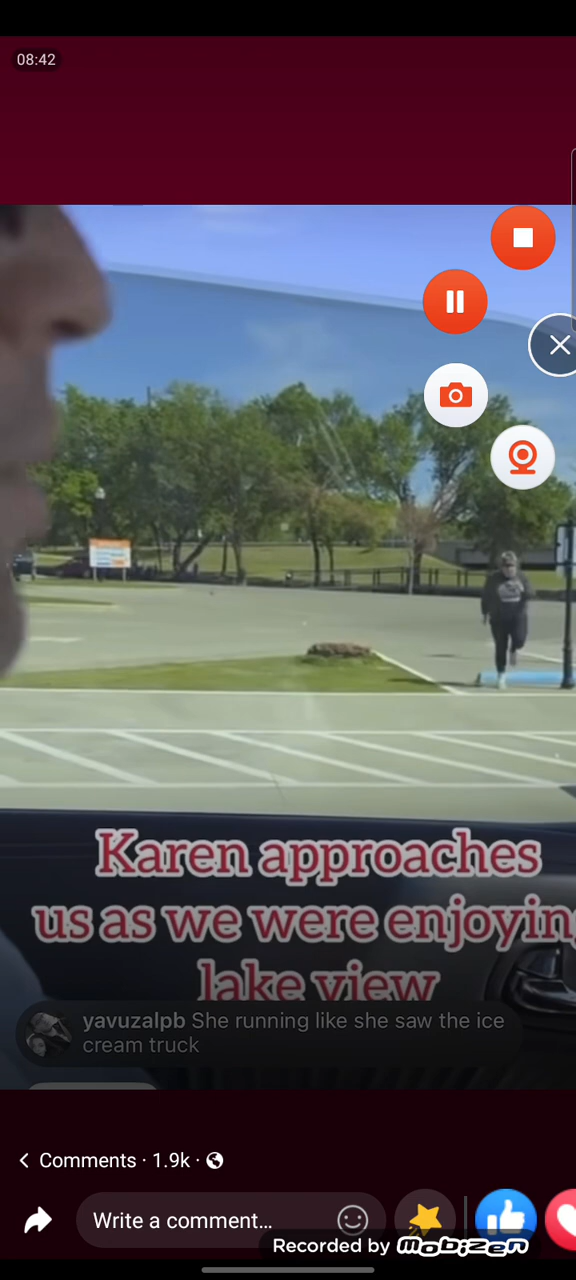 08:42
Karen approaches
us as we were enjoyin
lake view
yavuzalpb She running like she saw the ice
cream truck
Comments · 1.9k ·
Write a comment...
Recorded by mobizen